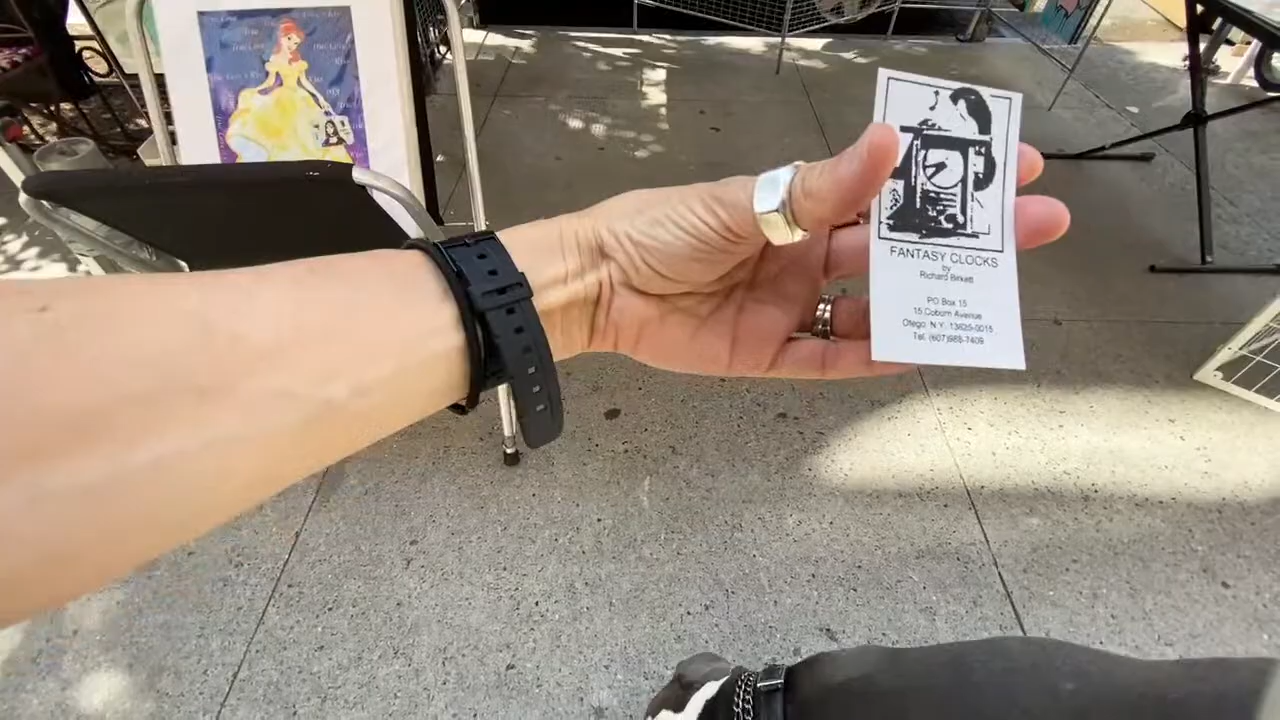 FANTASY CLOCKS
by
Richard Birkett
PO Box 15
15 Coburn Avenue
Otego, N.Y. 13825-0015
Tel. (607)988-7409